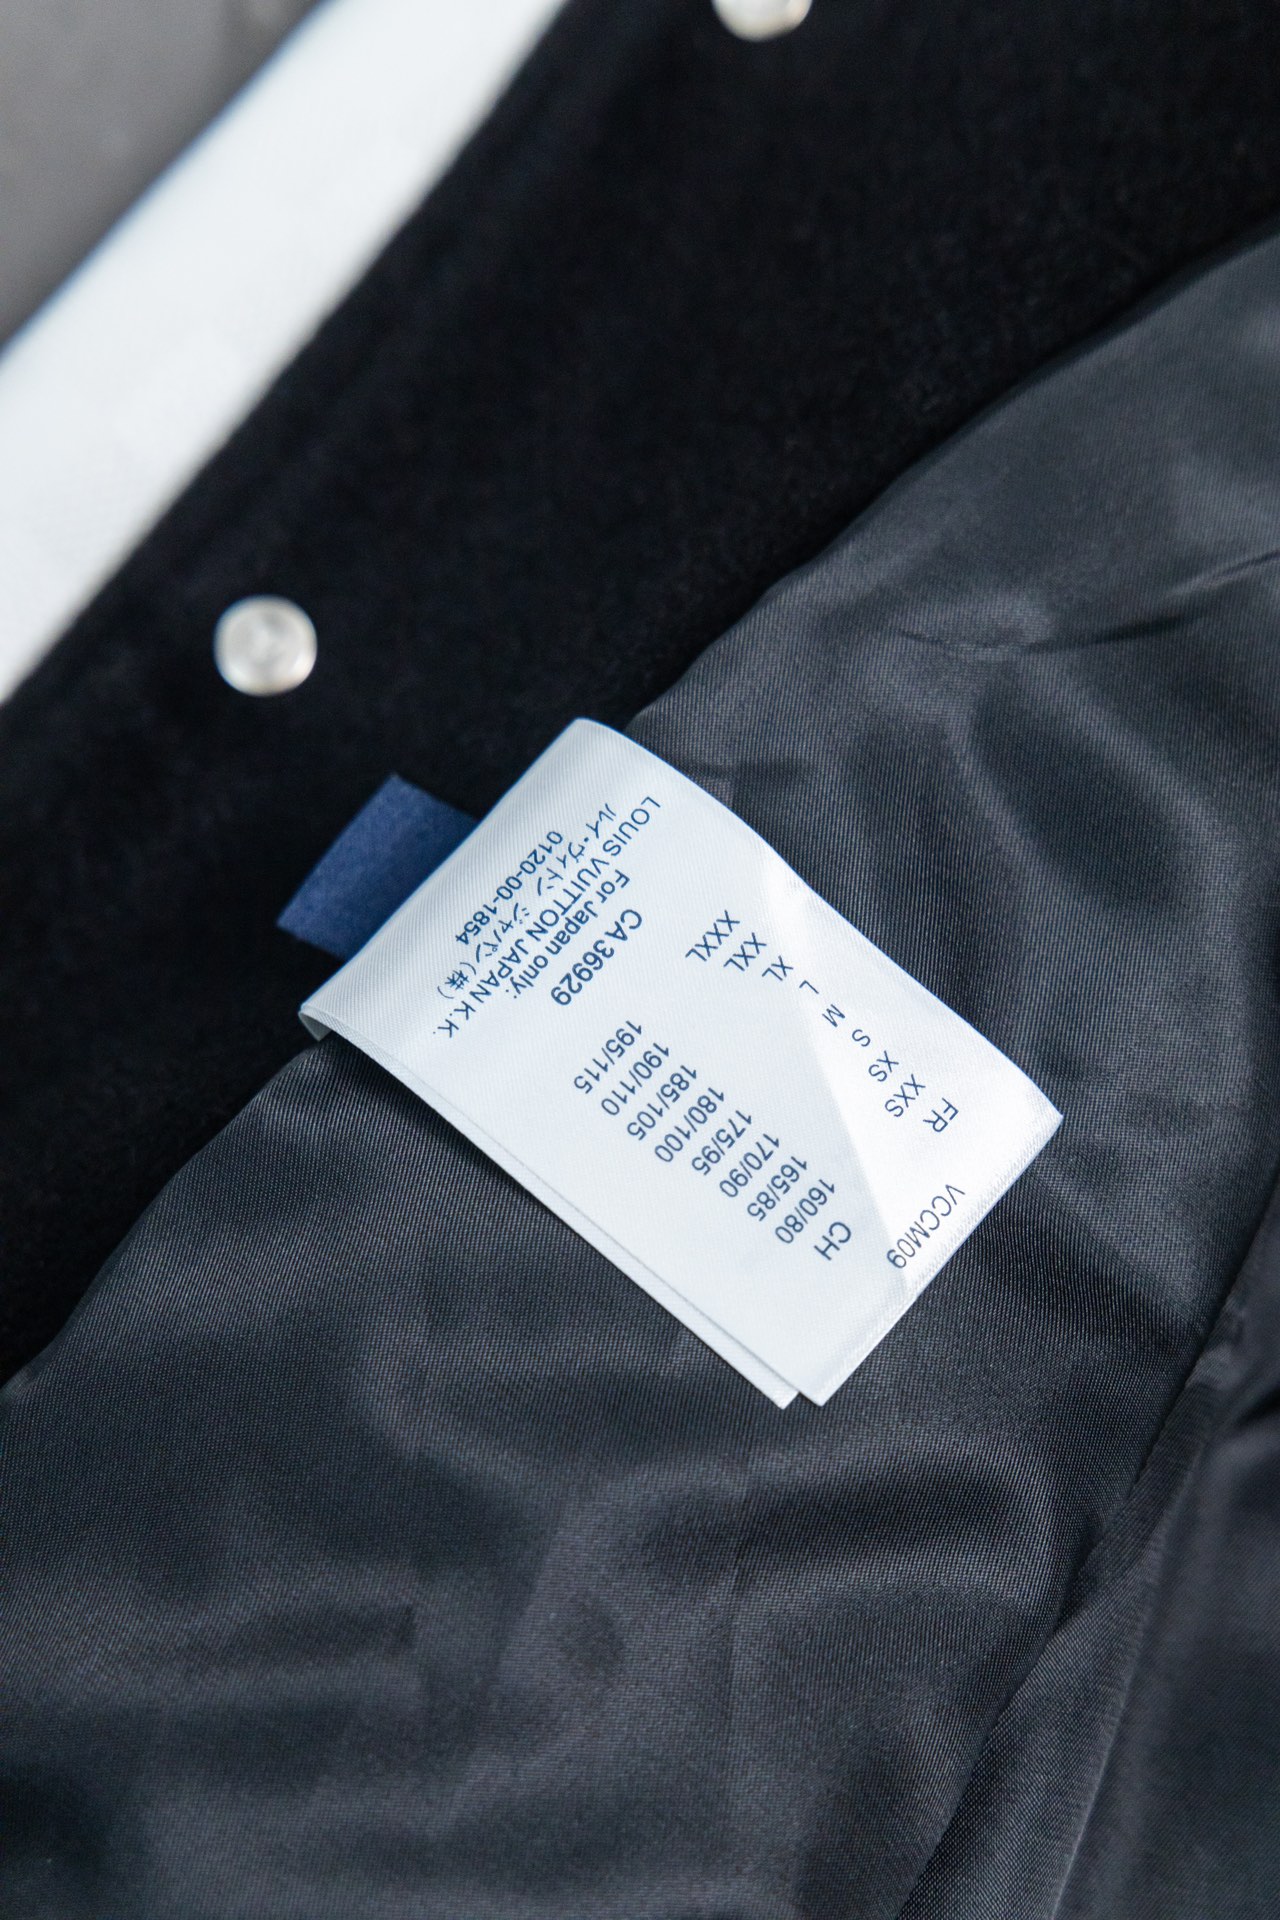 VCCM09
FR CH
XXS 160/80
XS 165/85
S 170/90
M 175/95
L 180/100
XL 185/105
XXL 190/110
XXXL 195/115
CA 36929
For Japan only:
LOUIS VUITTON JAPAN K.K.
ルイ・ヴィトン ジャパン(株)
0120-00-1854